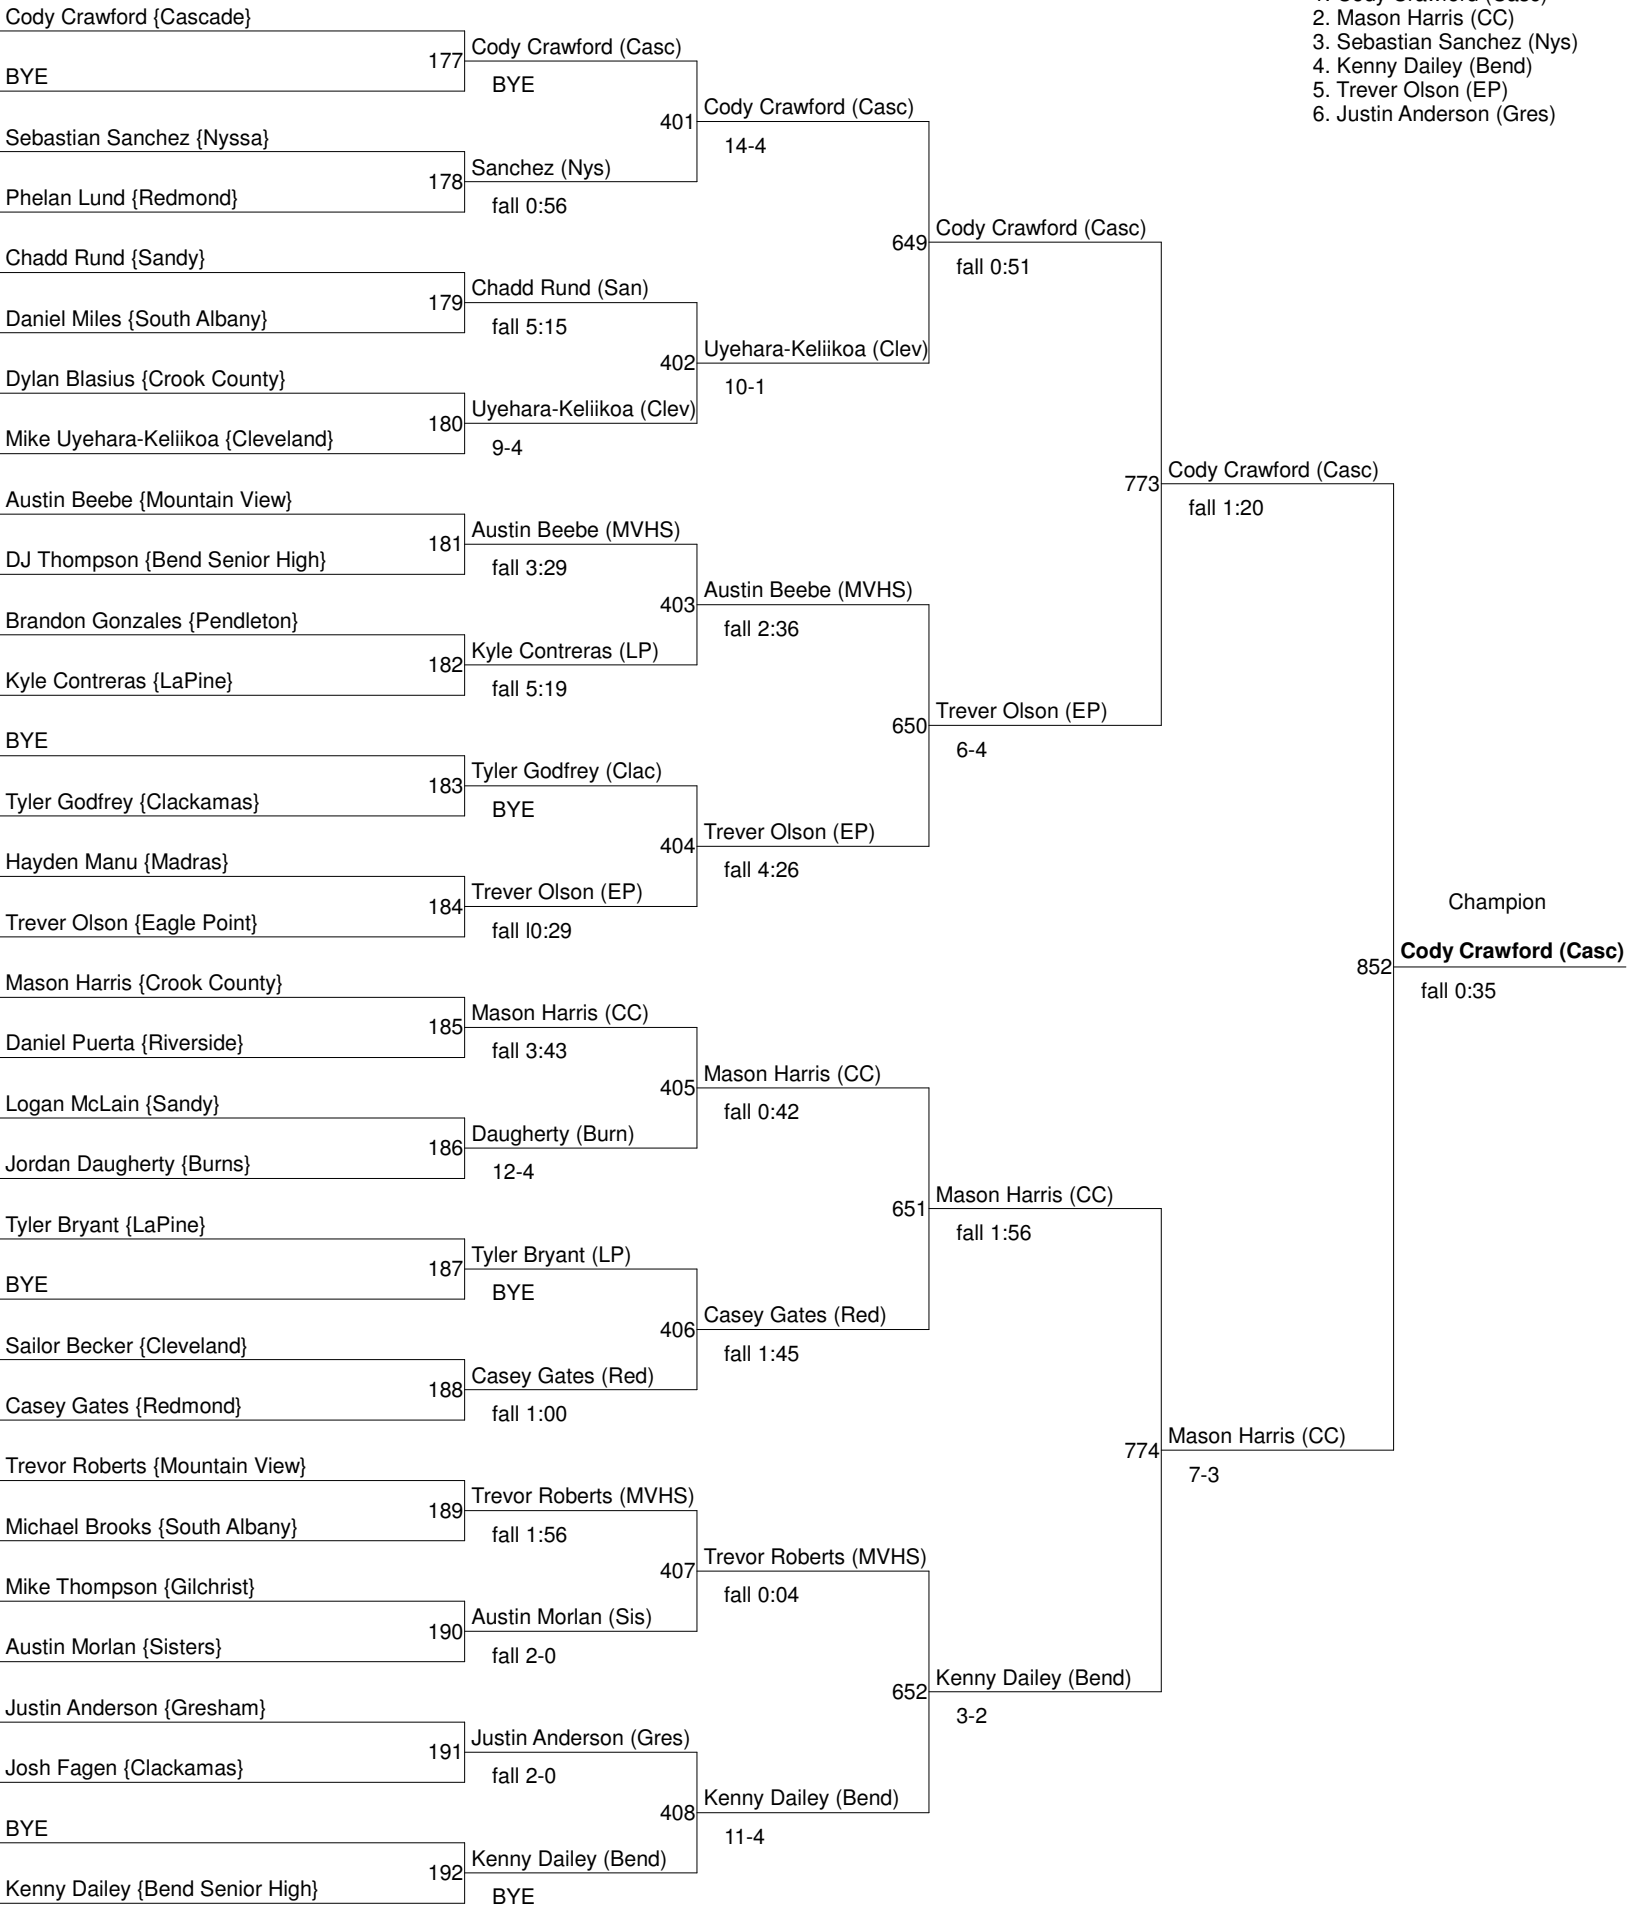 1. Cody Crawford (Casc)
2. Mason Harris (CC)
3. Sebastian Sanchez (Nys)
4. Kenny Dailey (Bend)
5. Trever Olson (EP)
6. Justin Anderson (Gres)
Cody Crawford {Cascade}
BYE
Sebastian Sanchez {Nyssa}
Phelan Lund {Redmond}
Chadd Rund {Sandy}
Daniel Miles {South Albany}
Dylan Blasius {Crook County}
Mike Uyehara-Keliikoa {Cleveland}
Austin Beebe {Mountain View}
DJ Thompson {Bend Senior High}
Brandon Gonzales {Pendleton}
Kyle Contreras {LaPine}
BYE
Tyler Godfrey {Clackamas}
Hayden Manu {Madras}
Trever Olson {Eagle Point}
Mason Harris {Crook County}
Daniel Puerta {Riverside}
Logan McLain {Sandy}
Jordan Daugherty {Burns}
Tyler Bryant {LaPine}
BYE
Sailor Becker {Cleveland}
Casey Gates {Redmond}
Trevor Roberts {Mountain View}
Michael Brooks {South Albany}
Mike Thompson {Gilchrist}
Austin Morlan {Sisters}
Justin Anderson {Gresham}
Josh Fagen {Clackamas}
BYE
Kenny Dailey {Bend Senior High}
177 Cody Crawford (Casc)
BYE
178 Sanchez (Nys)
fall 0:56
179 Chadd Rund (San)
fall 5:15
180 Uyehara-Keliikoa (Clev)
9-4
181 Austin Beebe (MVHS)
fall 3:29
182 Kyle Contreras (LP)
fall 5:19
183 Tyler Godfrey (Clac)
BYE
184 Trever Olson (EP)
fall l0:29
185 Mason Harris (CC)
fall 3:43
186 Daugherty (Burn)
12-4
187 Tyler Bryant (LP)
BYE
188 Casey Gates (Red)
fall 1:00
189 Trevor Roberts (MVHS)
fall 1:56
190 Austin Morlan (Sis)
fall 2-0
191 Justin Anderson (Gres)
fall 2-0
192 Kenny Dailey (Bend)
BYE
401 Cody Crawford (Casc)
14-4
402 Uyehara-Keliikoa (Clev)
10-1
403 Austin Beebe (MVHS)
fall 2:36
404 Trever Olson (EP)
fall 4:26
405 Mason Harris (CC)
fall 0:42
406 Casey Gates (Red)
fall 1:45
407 Trevor Roberts (MVHS)
fall 0:04
408 Kenny Dailey (Bend)
11-4
649 Cody Crawford (Casc)
fall 0:51
650 Trever Olson (EP)
6-4
651 Mason Harris (CC)
fall 1:56
652 Kenny Dailey (Bend)
3-2
773 Cody Crawford (Casc)
fall 1:20
774 Mason Harris (CC)
7-3
Champion
852 Cody Crawford (Casc)
fall 0:35